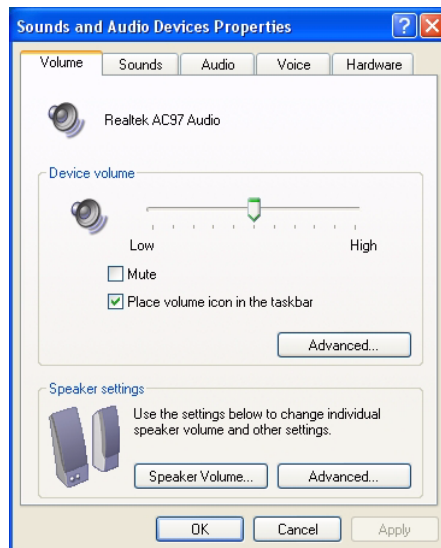 Sounds and Audio Devices Properties
Volume Sounds Audio Voice Hardware
Realtek AC97 Audio
Device volume
Low High
Mute
Place volume icon in the taskbar
Advanced...
Speaker settings
Use the settings below to change individual
speaker volume and other settings.
Speaker Volume... Advanced...
OK Cancel Apply